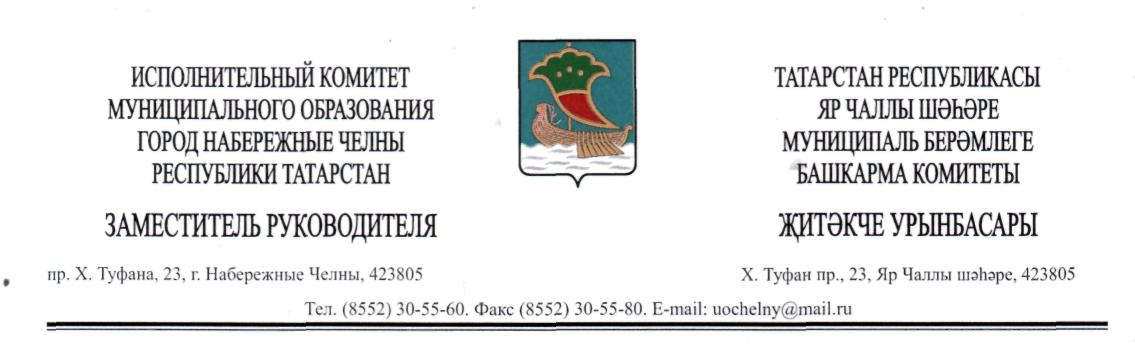 ИСПОЛНИТЕЛЬНЫЙ КОМИТЕТ
МУНИЦИПАЛЬНОГО ОБРАЗОВАНИЯ
ГОРОД НАБЕРЕЖНЫЕ ЧЕЛНЫ
РЕСПУБЛИКИ ТАТАРСТАН
ЗАМЕСТИТЕЛЬ РУКОВОДИТЕЛЯ
пр. Х. Туфана, 23, г. Набережные Челны, 423805
ТАТАРСТАН РЕСПУБЛИКАСЫ
ЯР ЧАЛЛЫ ШӘҺӘРЕ
МУНИЦИПАЛЬ БЕРӘМЛЕГЕ
БАШКАРМА КОМИТЕТЫ
ҖИТӘКЧЕ УРЫНБАСАРЫ
Х. Туфан пр., 23, Яр Чаллы шәһәре, 423805
Тел. (8552) 30-55-60. Факс (8552) 30-55-80. E-mail: uochelny@mail.ru